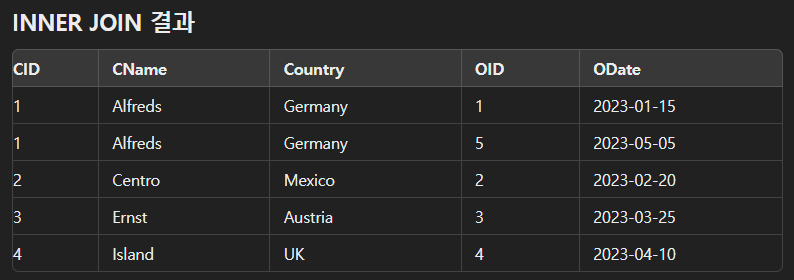 INNER JOIN 결과
CID CName Country OID ODate
1 Alfreds Germany 1 2023-01-15
1 Alfreds Germany 5 2023-05-05
2 Centro Mexico 2 2023-02-20
3 Ernst Austria 3 2023-03-25
4 Island UK 4 2023-04-10